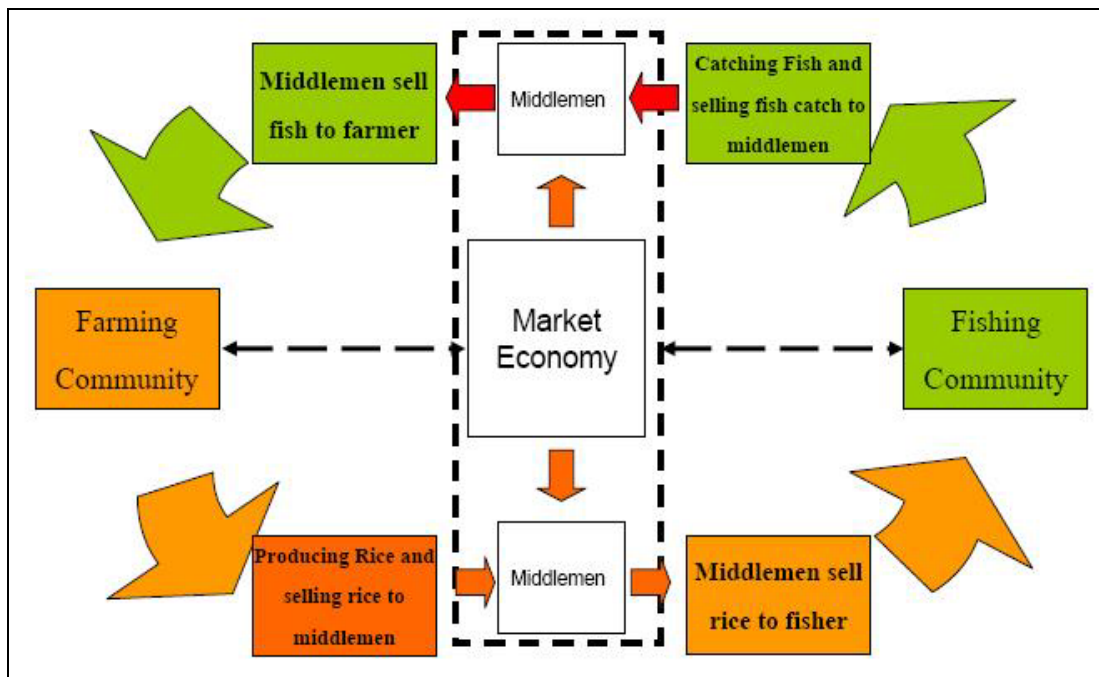 Middlemen sell
fish to farmer
Middlemen
Catching Fish and
selling fish catch to
middlemen
Farming
Community
Market
Economy
Fishing
Community
Producing Rice and
selling rice to
middlemen
Middlemen
Middlemen sell
rice to fisher